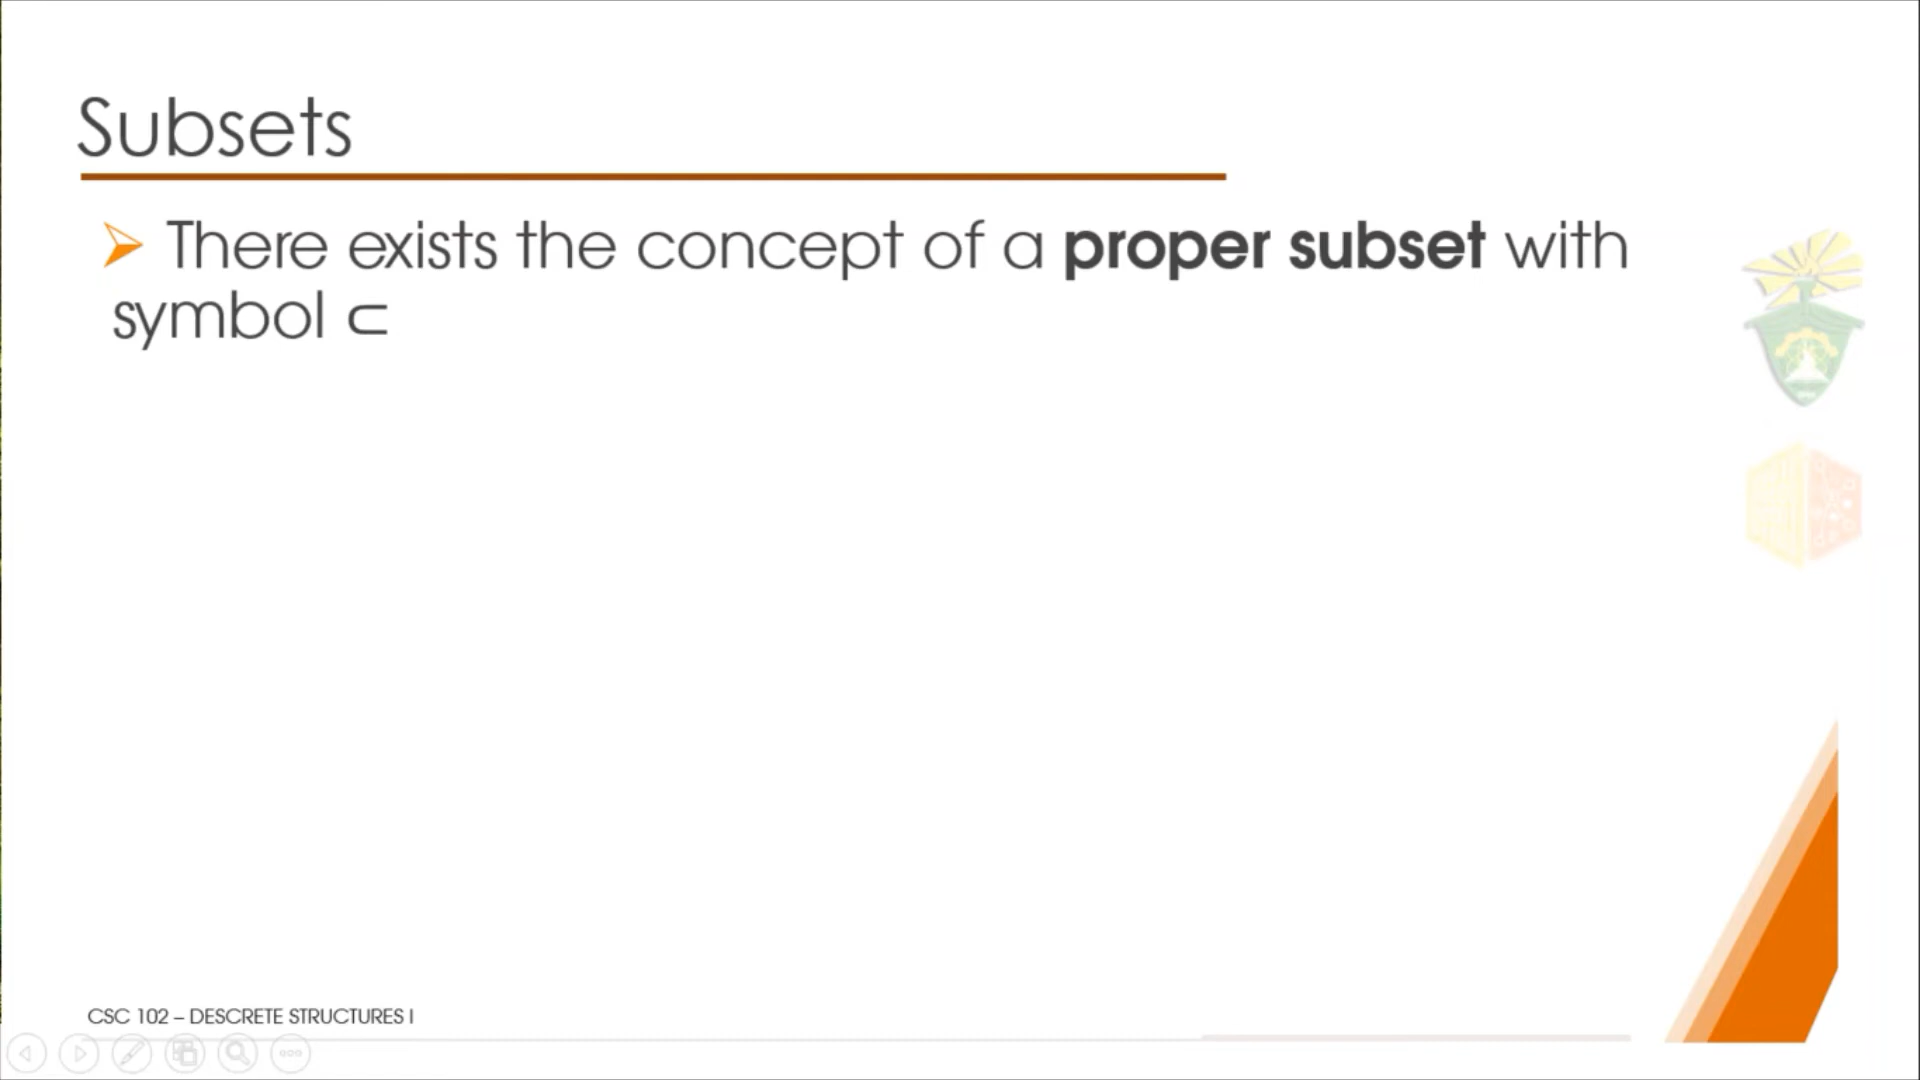 Subsets
There exists the concept of a proper subset with
symbol ⊂
CSC 102 – DESCRETE STRUCTURES I